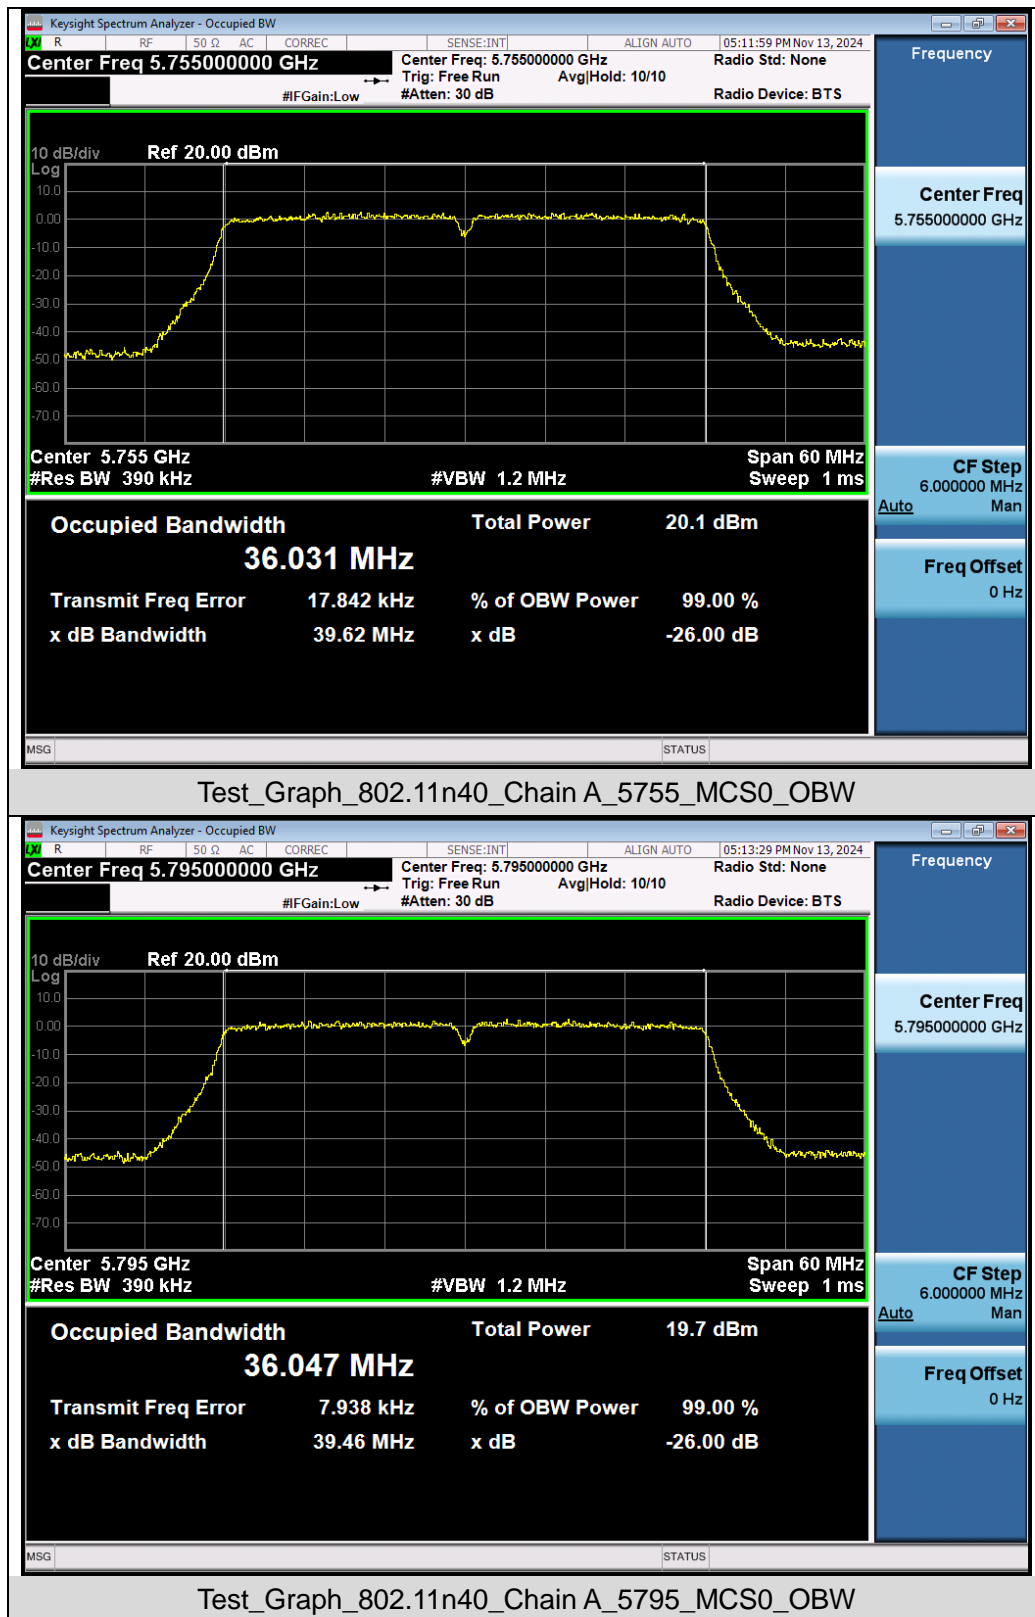 Keysight Spectrum Analyzer - Occupied BW
LXI R RF 50 Ω AC CORREC SENSE:INT ALIGN AUTO 05:11:59 PM Nov 13, 2024
Center Freq 5.755000000 GHz Center Freq: 5.755000000 GHz Radio Std: None
Trig: Free Run Avg|Hold: 10/10
#IFGain:Low #Atten: 30 dB Radio Device: BTS
10 dB/div Ref 20.00 dBm
Log
10.0
0.00
-10.0
-20.0
-30.0
-40.0
-50.0
-60.0
-70.0
Center 5.755 GHz Span 60 MHz
#Res BW 390 kHz #VBW 1.2 MHz Sweep 1 ms
Occupied Bandwidth Total Power 20.1 dBm
36.031 MHz
Transmit Freq Error 17.842 kHz % of OBW Power 99.00 %
x dB Bandwidth 39.62 MHz x dB -26.00 dB
MSG STATUS
Frequency
Center Freq
5.755000000 GHz
CF Step
6.000000 MHz
Auto Man
Freq Offset
0 Hz
Test_Graph_802.11n40_Chain A_5755_MCS0_OBW
Keysight Spectrum Analyzer - Occupied BW
LXI R RF 50 Ω AC CORREC SENSE:INT ALIGN AUTO 05:13:29 PM Nov 13, 2024
Center Freq 5.795000000 GHz Center Freq: 5.795000000 GHz Radio Std: None
Trig: Free Run Avg|Hold: 10/10
#IFGain:Low #Atten: 30 dB Radio Device: BTS
10 dB/div Ref 20.00 dBm
Log
10.0
0.00
-10.0
-20.0
-30.0
-40.0
-50.0
-60.0
-70.0
Center 5.795 GHz Span 60 MHz
#Res BW 390 kHz #VBW 1.2 MHz Sweep 1 ms
Occupied Bandwidth Total Power 19.7 dBm
36.047 MHz
Transmit Freq Error 7.938 kHz % of OBW Power 99.00 %
x dB Bandwidth 39.46 MHz x dB -26.00 dB
MSG STATUS
Frequency
Center Freq
5.795000000 GHz
CF Step
6.000000 MHz
Auto Man
Freq Offset
0 Hz
Test_Graph_802.11n40_Chain A_5795_MCS0_OBW